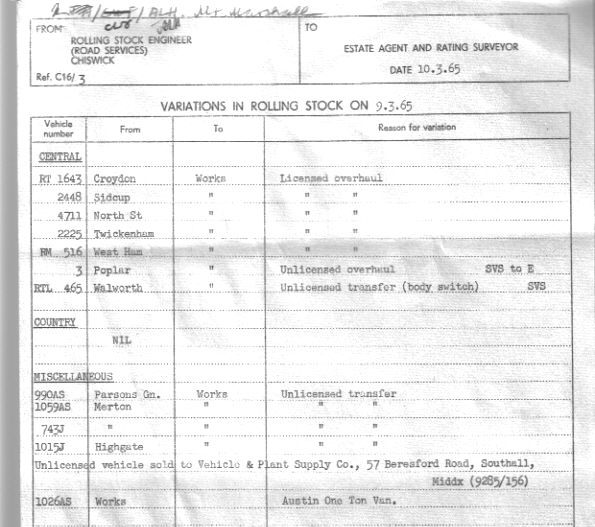 ALH. Mr Marshall
FROM
ROLLING STOCK ENGINEER
(ROAD SERVICES)
CHISWICK
Ref. C16/3
TO
ESTATE AGENT AND RATING SURVEYOR
DATE 10.3.65
VARIATIONS IN ROLLING STOCK ON 9.3.65
Vehicle number From To Reason for variation
CENTRAL
RT 1643 Croydon Works Licensed overhaul
2448 Sidcup " " "
4711 North St " " "
2225 Twickenham " " "
RM 516 West Ham " " "
3 Poplar " Unlicensed overhaul SVS to E
RTL 465 Walworth " Unlicensed transfer (body switch) SVS
COUNTRY
NIL
MISCELLANEOUS
990AS Parsons Gn. Works Unlicensed transfer
1059AS Merton " " "
743J " " " "
1015J Highgate " " "
Unlicensed vehicle sold to Vehicle & Plant Supply Co., 57 Beresford Road, Southall,
Middx (9285/156)
1026AS Works Austin One Ton Van.